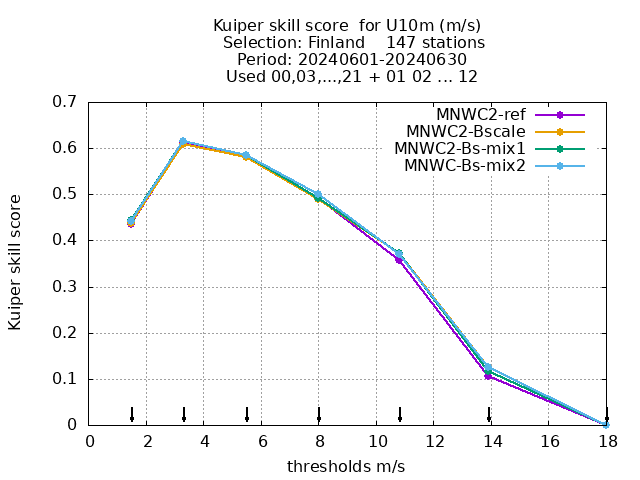 Kuiper skill score  for U10m (m/s)
Selection: Finland    147 stations
Period: 20240601-20240630
Used 00,03,...,21 + 01 02 ... 12
0.7
0.6
0.5
0.4
0.3
0.2
0.1
0
Kuiper skill score
MNWC2-ref
MNWC2-Bscale
MNWC2-Bs-mix1
MNWC-Bs-mix2
0 2 4 6 8 10 12 14 16 18
thresholds m/s